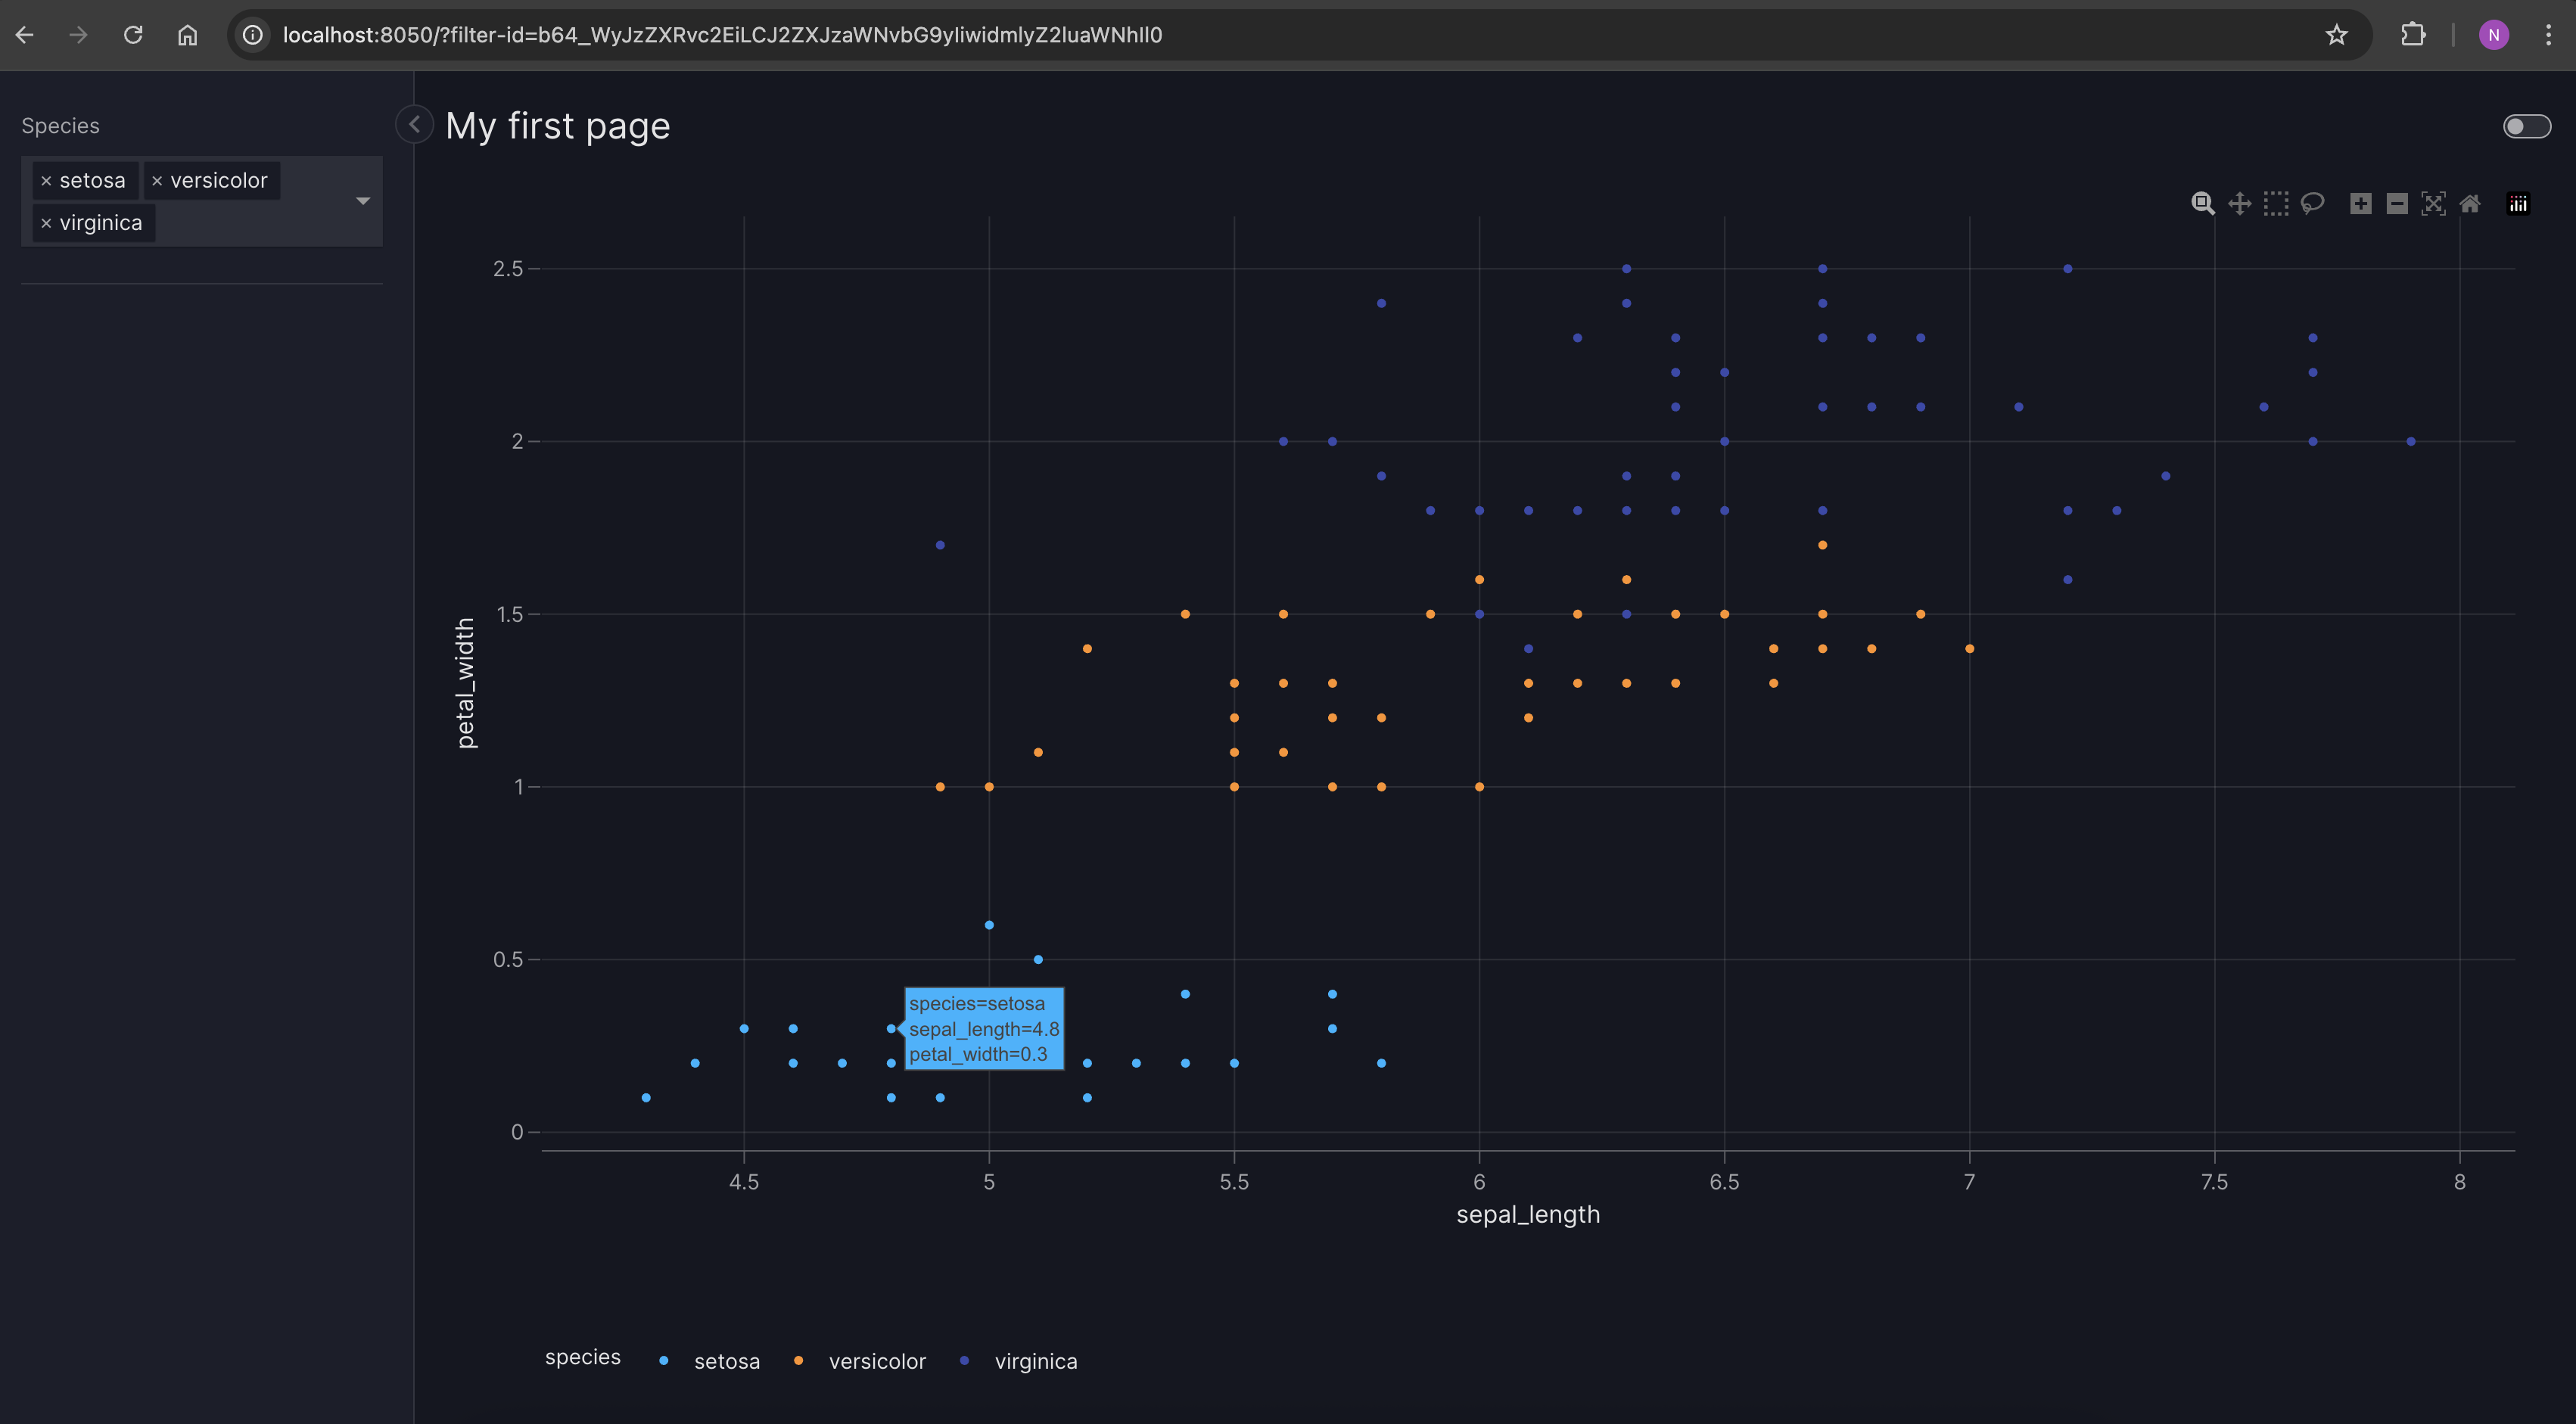 localhost:8050/?filter-id=b64_WyJzZXRvc2EiLCJ2ZXJzaWNvbG9yIiwidmlyZ2luaWNhIl0
N
Species
× setosa × versicolor
× virginica
My first page
2.5
2
1.5
1
0.5
0
petal_width
species=setosa
sepal_length=4.8
petal_width=0.3
4.5 5 5.5 6 6.5 7 7.5 8
sepal_length
species setosa versicolor virginica